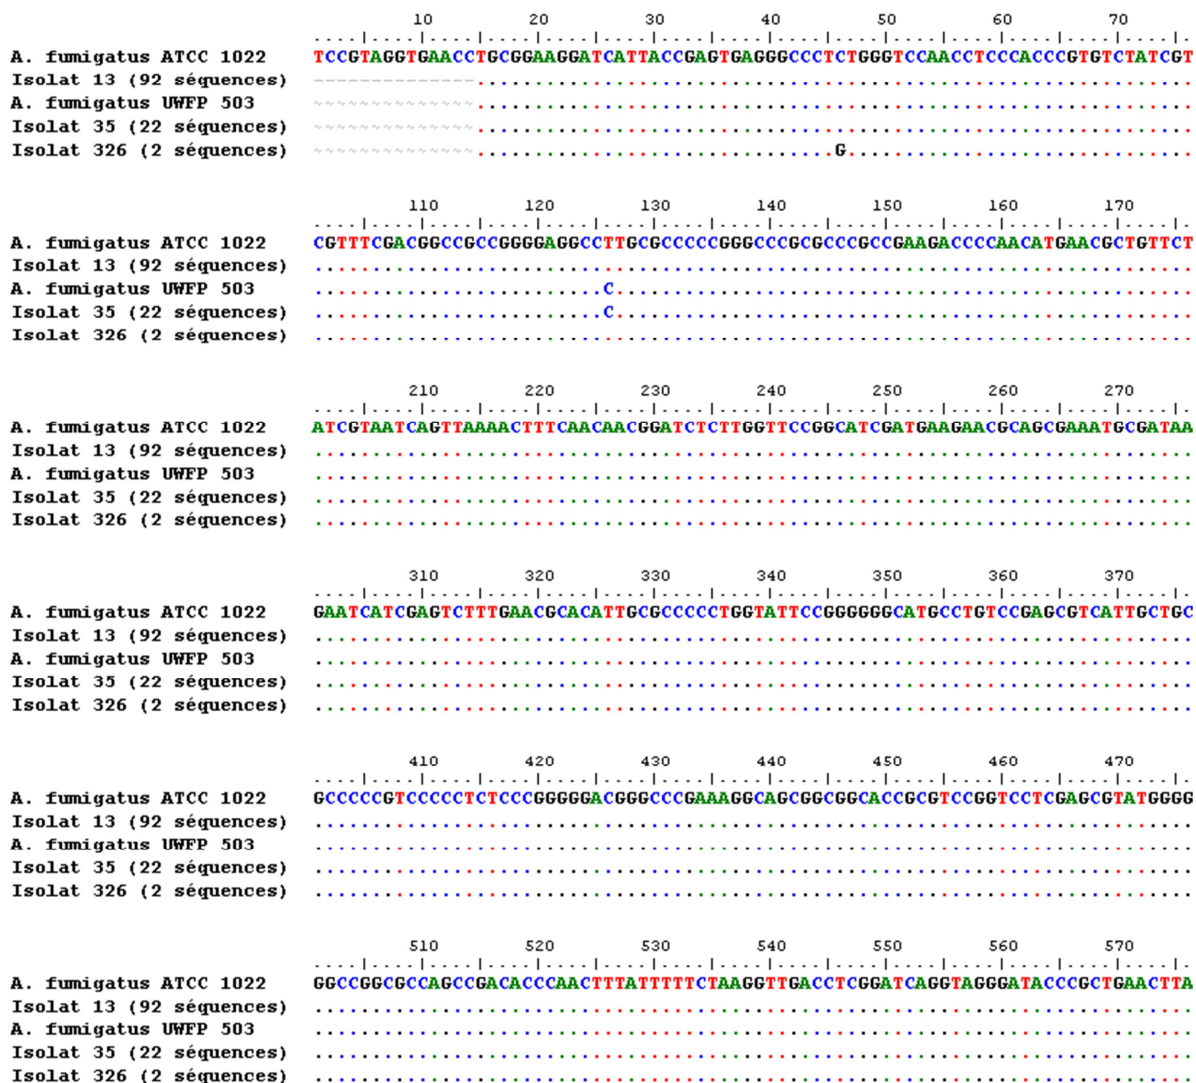 10 20 30 40 50 60 70
....|....|....|....|....|....|....|....|....|....|....|....|....|....|....|.
A. fumigatus ATCC 1022 TCCGTAGGTGAACCTGCGGAAGGATCATTACCGAGTGAGGGCCCTCTGGGTCCAACCTCCCACCCGTGTCTATCGT
Isolat 13 (92 séquences) ~~~~~~~~~~~~~~..............................................................
A. fumigatus UWFP 503 ~~~~~~~~~~~~~~..............................................................
Isolat 35 (22 séquences) ~~~~~~~~~~~~~~..............................................................
Isolat 326 (2 séquences) ~~~~~~~~~~~~~~...............................G..............................
110 120 130 140 150 160 170
....|....|....|....|....|....|....|....|....|....|....|....|....|....|....|.
A. fumigatus ATCC 1022 CGTTTCGACGGCCGCCGGGGAGGCCTTGCGCCCCCGGGCCCGCGCCCGCCGAAGACCCCAACATGAACGCTGTTCT
Isolat 13 (92 séquences) ............................................................................
A. fumigatus UWFP 503 .........................C..................................................
Isolat 35 (22 séquences) .........................C..................................................
Isolat 326 (2 séquences) ............................................................................
210 220 230 240 250 260 270
....|....|....|....|....|....|....|....|....|....|....|....|....|....|....|.
A. fumigatus ATCC 1022 ATCGTAATCAGTTAAAACTTTCAACAACGGATCTCTTGGTTCCGGCATCGATGAAGAACGCAGCGAAATGCGATAA
Isolat 13 (92 séquences) ............................................................................
A. fumigatus UWFP 503 ............................................................................
Isolat 35 (22 séquences) ............................................................................
Isolat 326 (2 séquences) ............................................................................
310 320 330 340 350 360 370
....|....|....|....|....|....|....|....|....|....|....|....|....|....|....|.
A. fumigatus ATCC 1022 GAATCATCGAGTCTTTGAACGCACATTGCGCCCCCTGGTATTCCGGGGGGCATGCCTGTCCGAGCGTCATTGCTGC
Isolat 13 (92 séquences) ............................................................................
A. fumigatus UWFP 503 ............................................................................
Isolat 35 (22 séquences) ............................................................................
Isolat 326 (2 séquences) ............................................................................
410 420 430 440 450 460 470
....|....|....|....|....|....|....|....|....|....|....|....|....|....|....|.
A. fumigatus ATCC 1022 GCCCCCGTCCCCCTCTCCCGGGGGACGGGCCCGAAAGGCAGCGGCGGCACCGCGTCCGGTCCTCGAGCGTATGGGG
Isolat 13 (92 séquences) ............................................................................
A. fumigatus UWFP 503 ............................................................................
Isolat 35 (22 séquences) ............................................................................
Isolat 326 (2 séquences) ............................................................................
510 520 530 540 550 560 570
....|....|....|....|....|....|....|....|....|....|....|....|....|....|....|.
A. fumigatus ATCC 1022 GGCCGGCGCCAGCCGACACCCAACTTTATTTTTCTAAGGTTGACCTCGGATCAGGTAGGGATACCCGCTGAACTTA
Isolat 13 (92 séquences) ............................................................................
A. fumigatus UWFP 503 ............................................................................
Isolat 35 (22 séquences) ............................................................................
Isolat 326 (2 séquences) ............................................................................